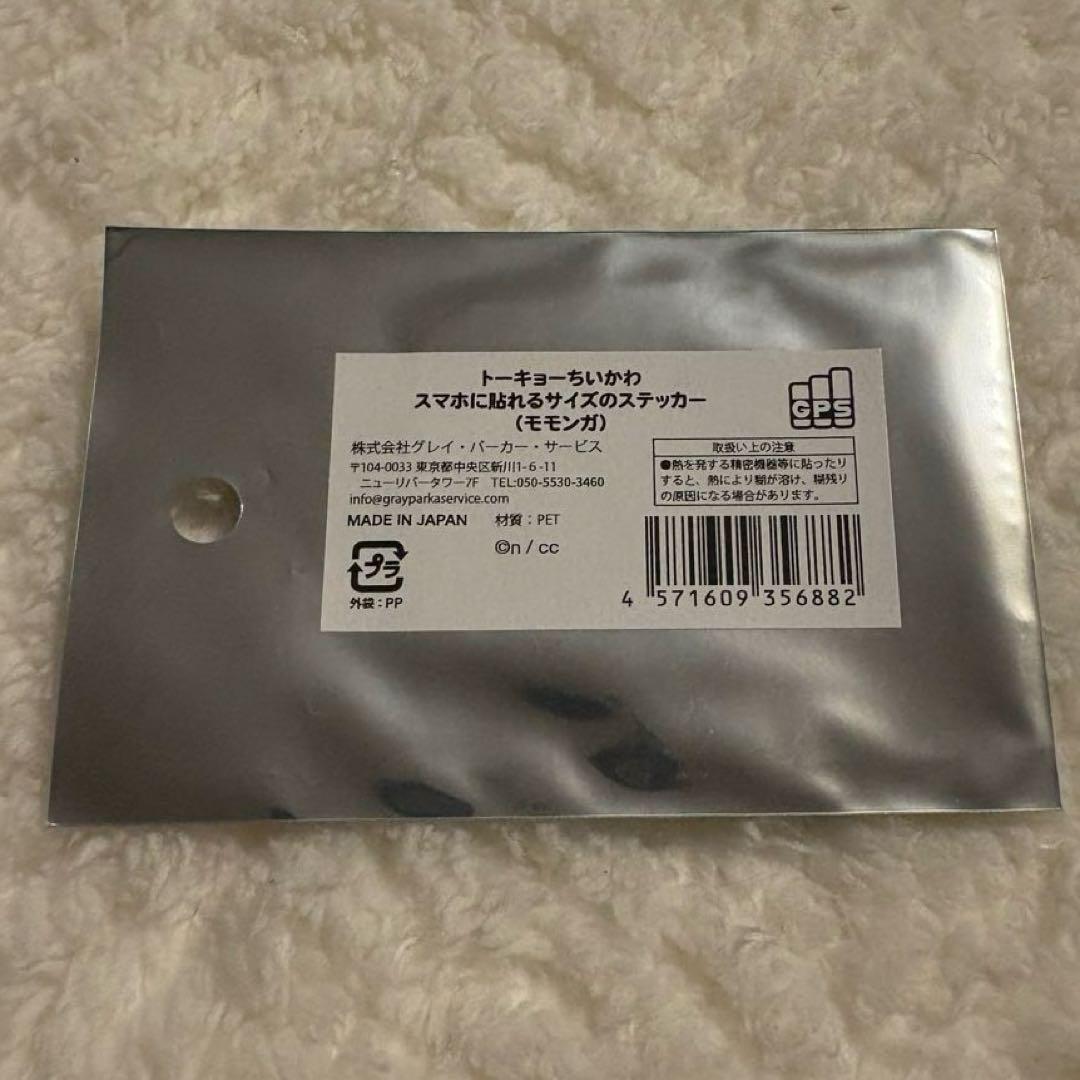 トーキョーちいかわ
スマホに貼れるサイズのステッカー
(モモンガ)
GPS
株式会社グレイ・パーカー・サービス
〒104-0033 東京都中央区新川1-6-11
ニューリバータワー7F TEL:050-5530-3460
info@grayparkaservice.com
MADE IN JAPAN 材質:PET
©n / cc
プラ
外袋:PP
取扱い上の注意
●熱を発する精密機器等に貼ったり
すると、熱により糊が溶け、糊残り
の原因になる場合があります。
4 571609 356882